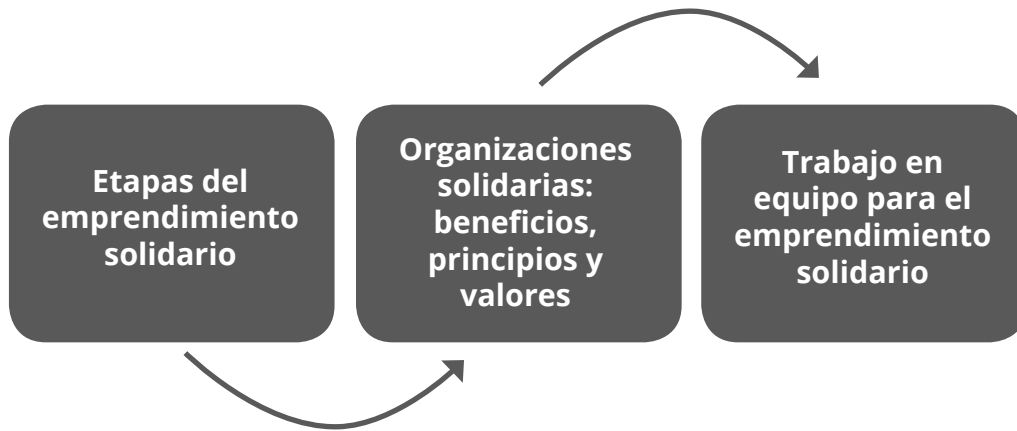 Etapas del
emprendimiento
solidario
Organizaciones
solidarias:
beneficios,
principios y
valores
Trabajo en
equipo para el
emprendimiento
solidario